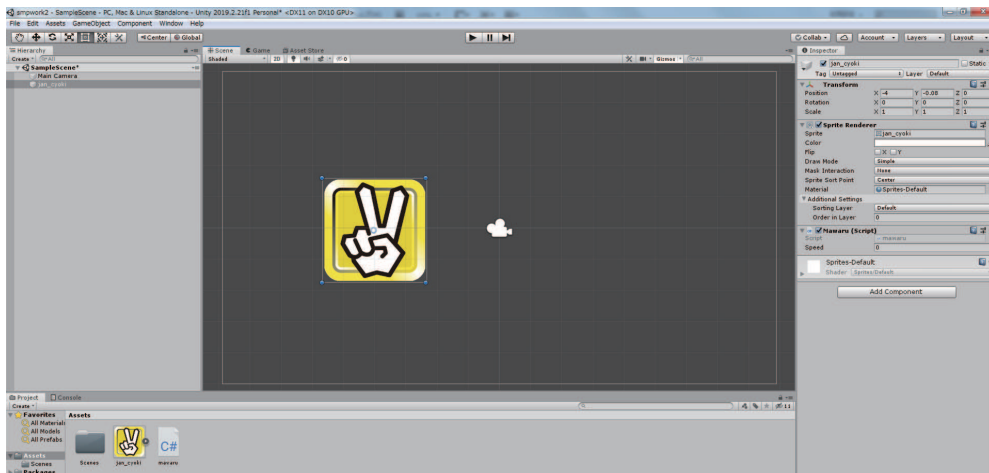 smpwork2 - SampleScene - PC, Mac & Linux Standalone - Unity 2019.2.21f1 Personal* <DX11 on DX10 GPU>
File Edit Assets GameObject Component Window Help
Center Global
Collab Account Layers Layout
Hierarchy
Create All
SampleScene*
Main Camera
jan_cyoki
Scene Game Asset Store
Shaded 2D 0 Gizmos All
Inspector
jan_cyoki Static
Tag Untagged Layer Default
Transform
Position X -4 Y -0.08 Z 0
Rotation X 0 Y 0 Z 0
Scale X 1 Y 1 Z 1
Sprite Renderer
Sprite jan_cyoki
Color
Flip X Y
Draw Mode Simple
Mask Interaction None
Sprite Sort Point Center
Material Sprites-Default
Additional Settings
Sorting Layer Default
Order in Layer 0
Mawaru (Script)
Script mawaru
Speed 0
Sprites-Default
Shader Sprites/Default
Add Component
Project Console
Create 11
Favorites
All Material
All Models
All Prefabs
Assets
Scenes
Packages
Assets
Scenes jan_cyoki mawaru
C#